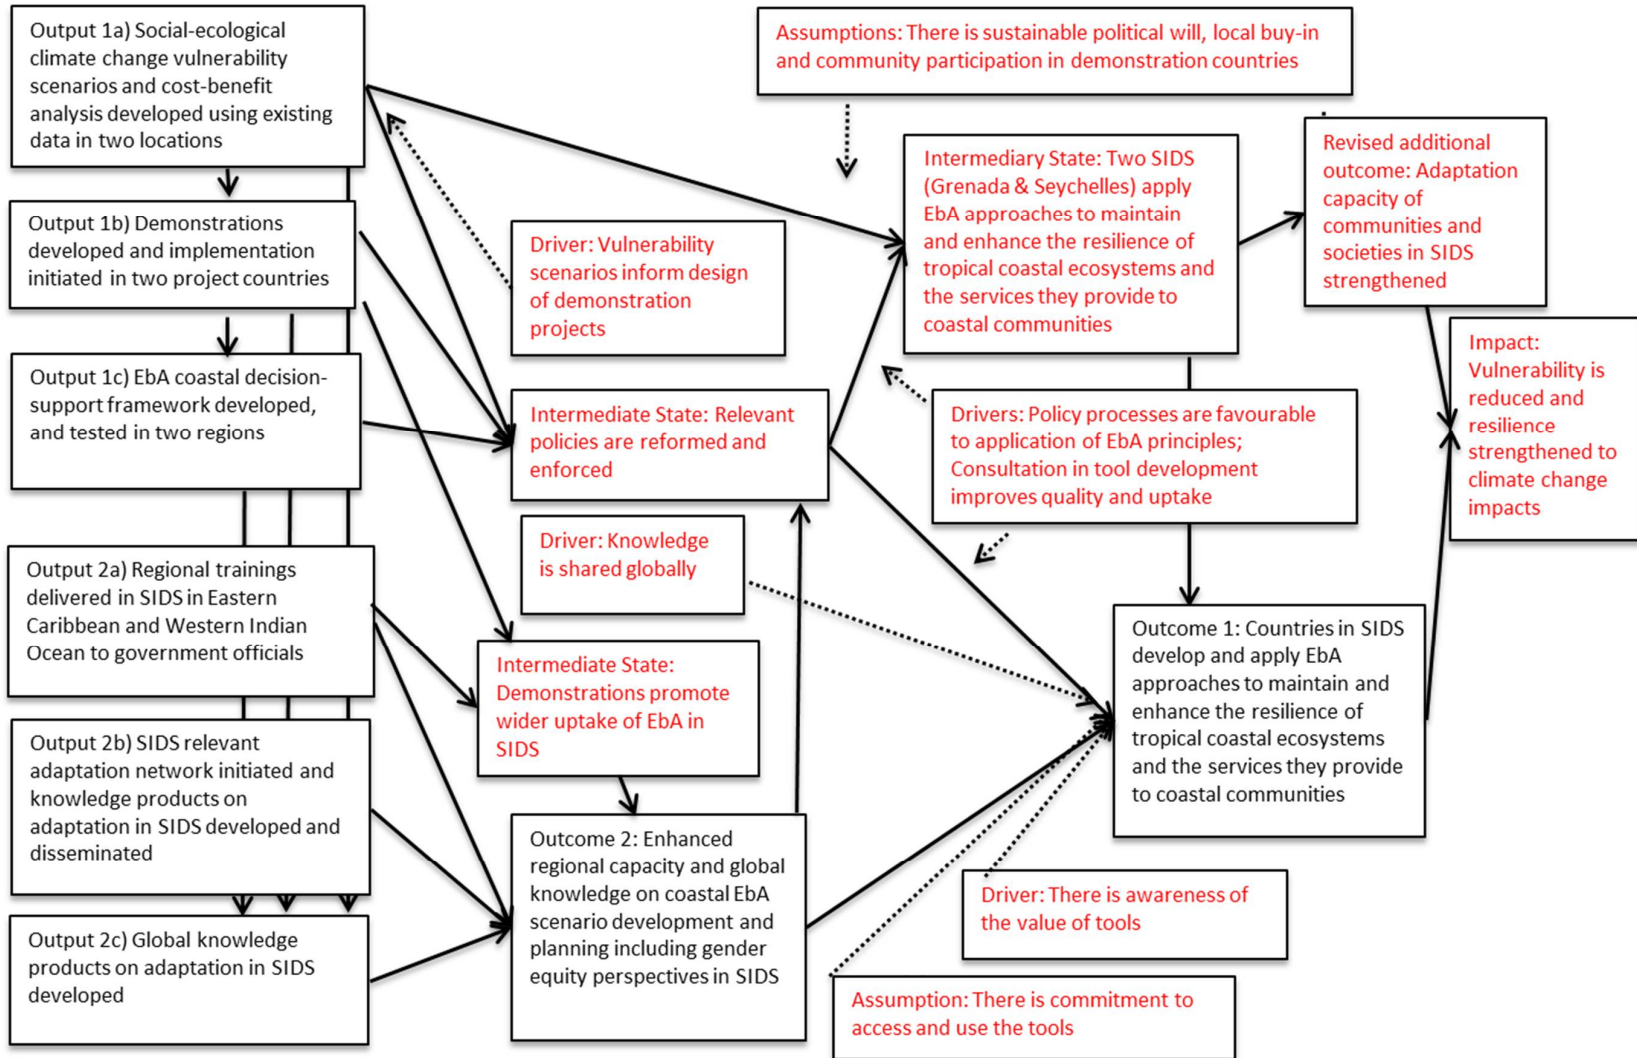 Output 1a) Social-ecological
climate change vulnerability
scenarios and cost-benefit
analysis developed using existing
data in two locations
Output 1b) Demonstrations
developed and implementation
initiated in two project countries
Output 1c) EbA coastal decision-
support framework developed,
and tested in two regions
Output 2a) Regional trainings
delivered in SIDS in Eastern
Caribbean and Western Indian
Ocean to government officials
Output 2b) SIDS relevant
adaptation network initiated and
knowledge products on
adaptation in SIDS developed and
disseminated
Output 2c) Global knowledge
products on adaptation in SIDS
developed
Driver: Vulnerability
scenarios inform design
of demonstration
projects
Intermediate State: Relevant
policies are reformed and
enforced
Driver: Knowledge
is shared globally
Intermediate State:
Demonstrations promote
wider uptake of EbA in
SIDS
Outcome 2: Enhanced
regional capacity and global
knowledge on coastal EbA
scenario development and
planning including gender
equity perspectives in SIDS
Assumptions: There is sustainable political will, local buy-in
and community participation in demonstration countries
Intermediary State: Two SIDS
(Grenada & Seychelles) apply
EbA approaches to maintain
and enhance the resilience of
tropical coastal ecosystems and
the services they provide to
coastal communities
Drivers: Policy processes are favourable
to application of EbA principles;
Consultation in tool development
improves quality and uptake
Outcome 1: Countries in SIDS
develop and apply EbA
approaches to maintain and
enhance the resilience of
tropical coastal ecosystems
and the services they provide
to coastal communities
Driver: There is awareness of
the value of tools
Assumption: There is commitment to
access and use the tools
Revised additional
outcome: Adaptation
capacity of
communities and
societies in SIDS
strengthened
Impact:
Vulnerability is
reduced and
resilience
strengthened to
climate change
impacts